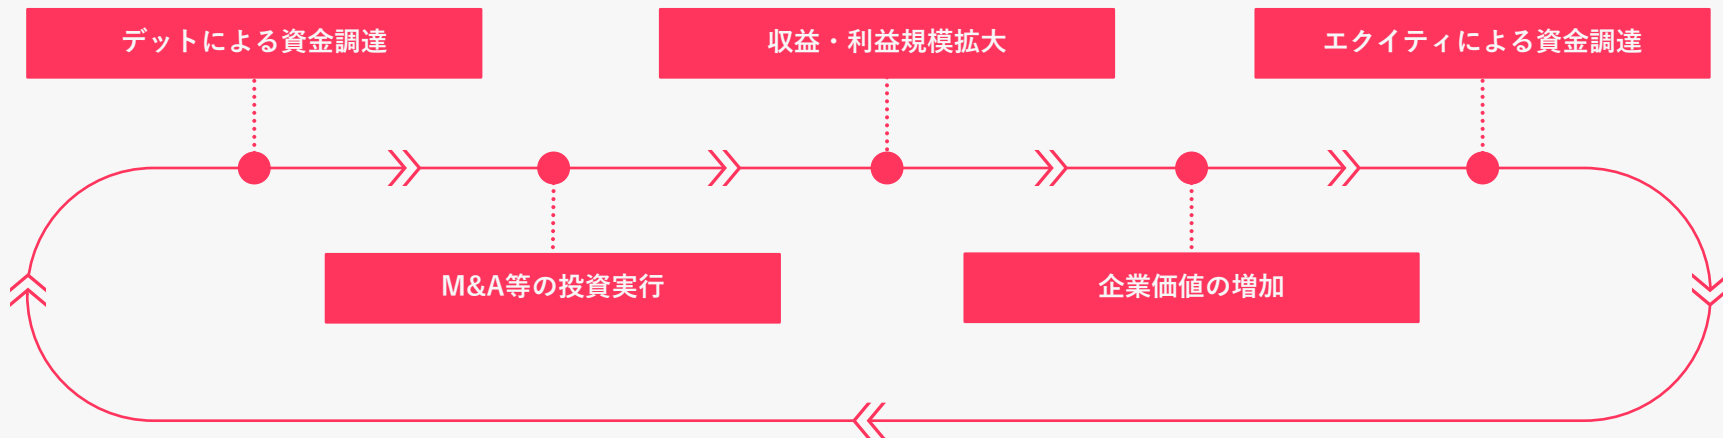 デットによる資金調達
収益・利益規模拡大
エクイティによる資金調達
M&A等の投資実行
企業価値の増加